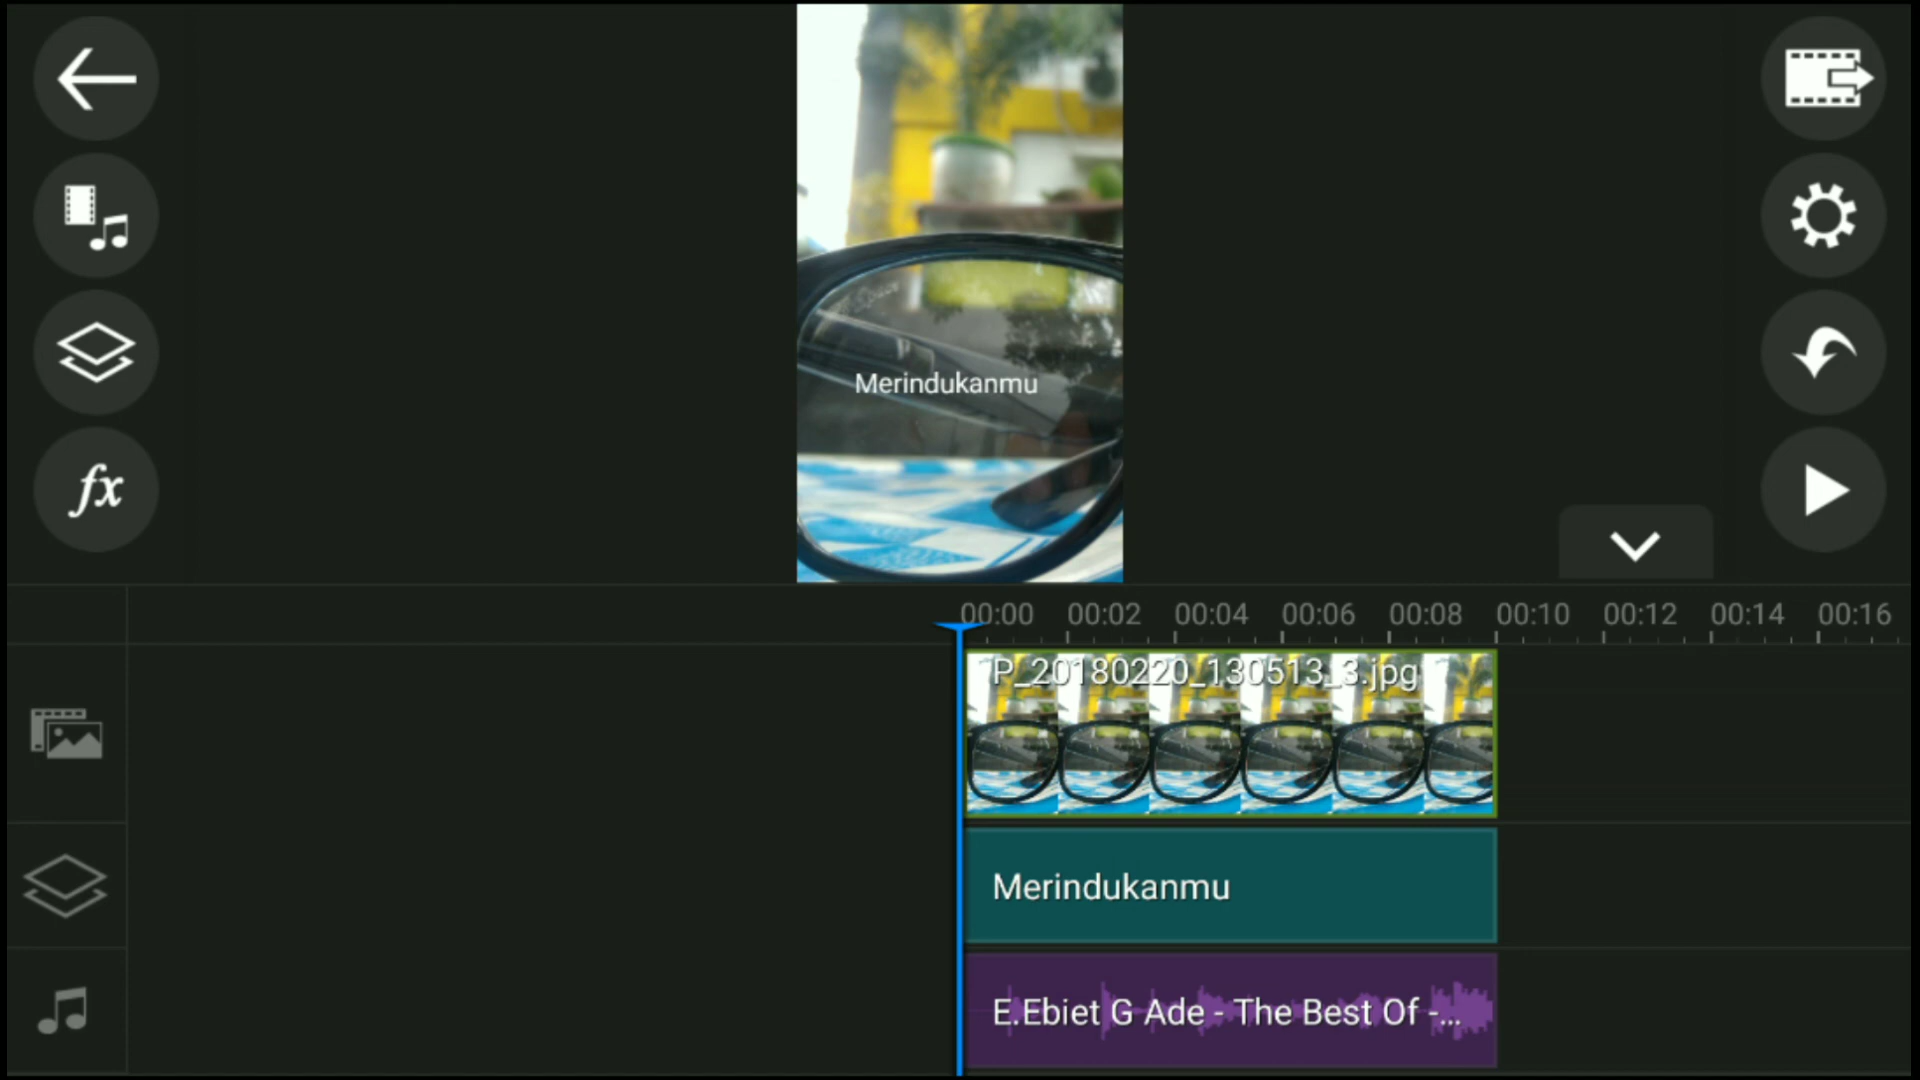 fx
Merindukanmu
00:00 00:02 00:04 00:06 00:08 00:10 00:12 00:14 00:16
P_20180220_130513_3.jpg
Merindukanmu
E.Ebiet G Ade - The Best Of -...